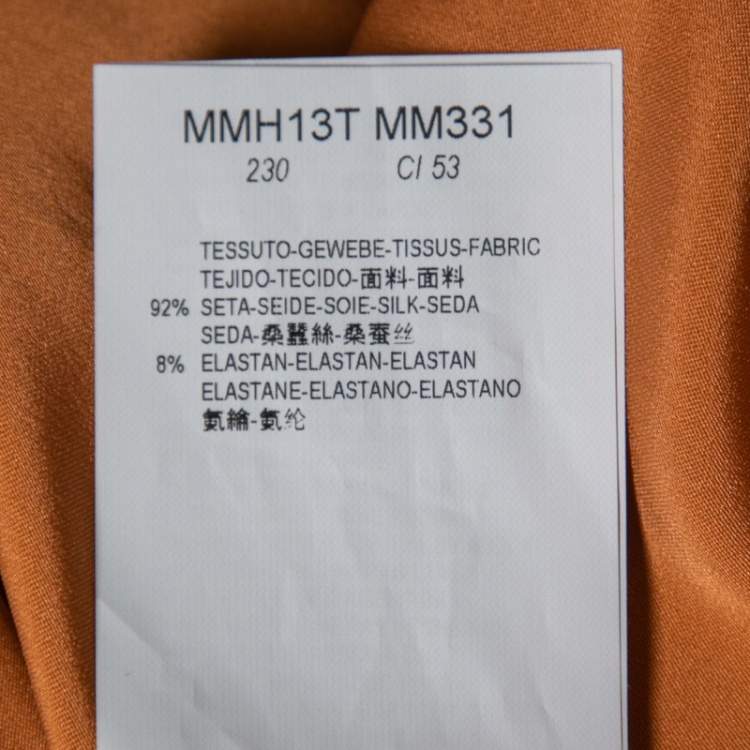 MMH13T MM331
230 CI 53
TESSUTO-GEWEBE-TISSUS-FABRIC
TEJIDO-TECIDO-面料-面料
92% SETA-SEIDE-SOIE-SILK-SEDA
SEDA-桑蠶絲-桑蚕丝
8% ELASTAN-ELASTAN-ELASTAN
ELASTANE-ELASTANO-ELASTANO
氨綸-氨纶